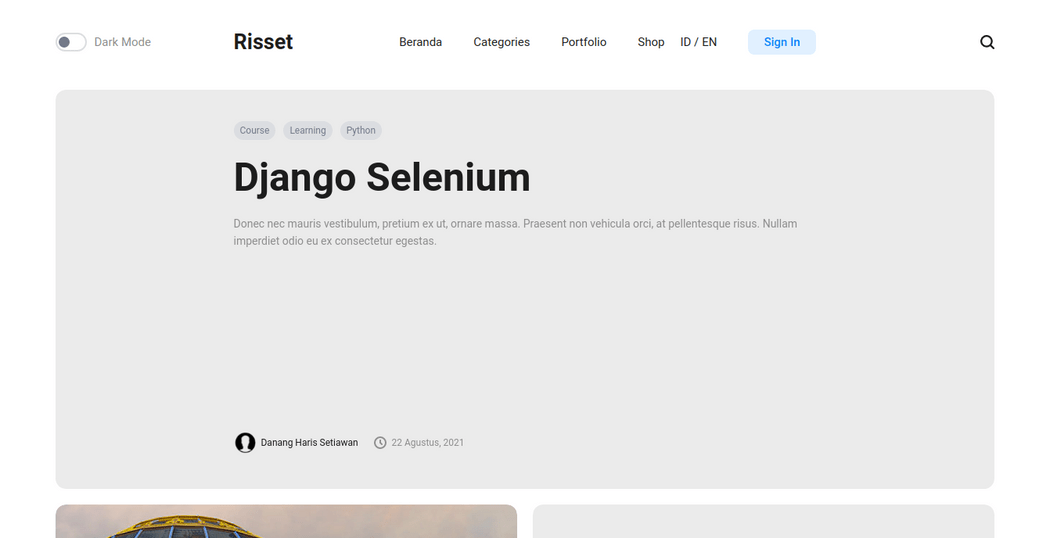 Dark Mode
Risset
Beranda Categories Portfolio Shop ID / EN Sign In
Course Learning Python
Django Selenium
Donec nec mauris vestibulum, pretium ex ut, ornare massa. Praesent non vehicula orci, at pellentesque risus. Nullam
imperdiet odio eu ex consectetur egestas.
Danang Haris Setiawan 22 Agustus, 2021